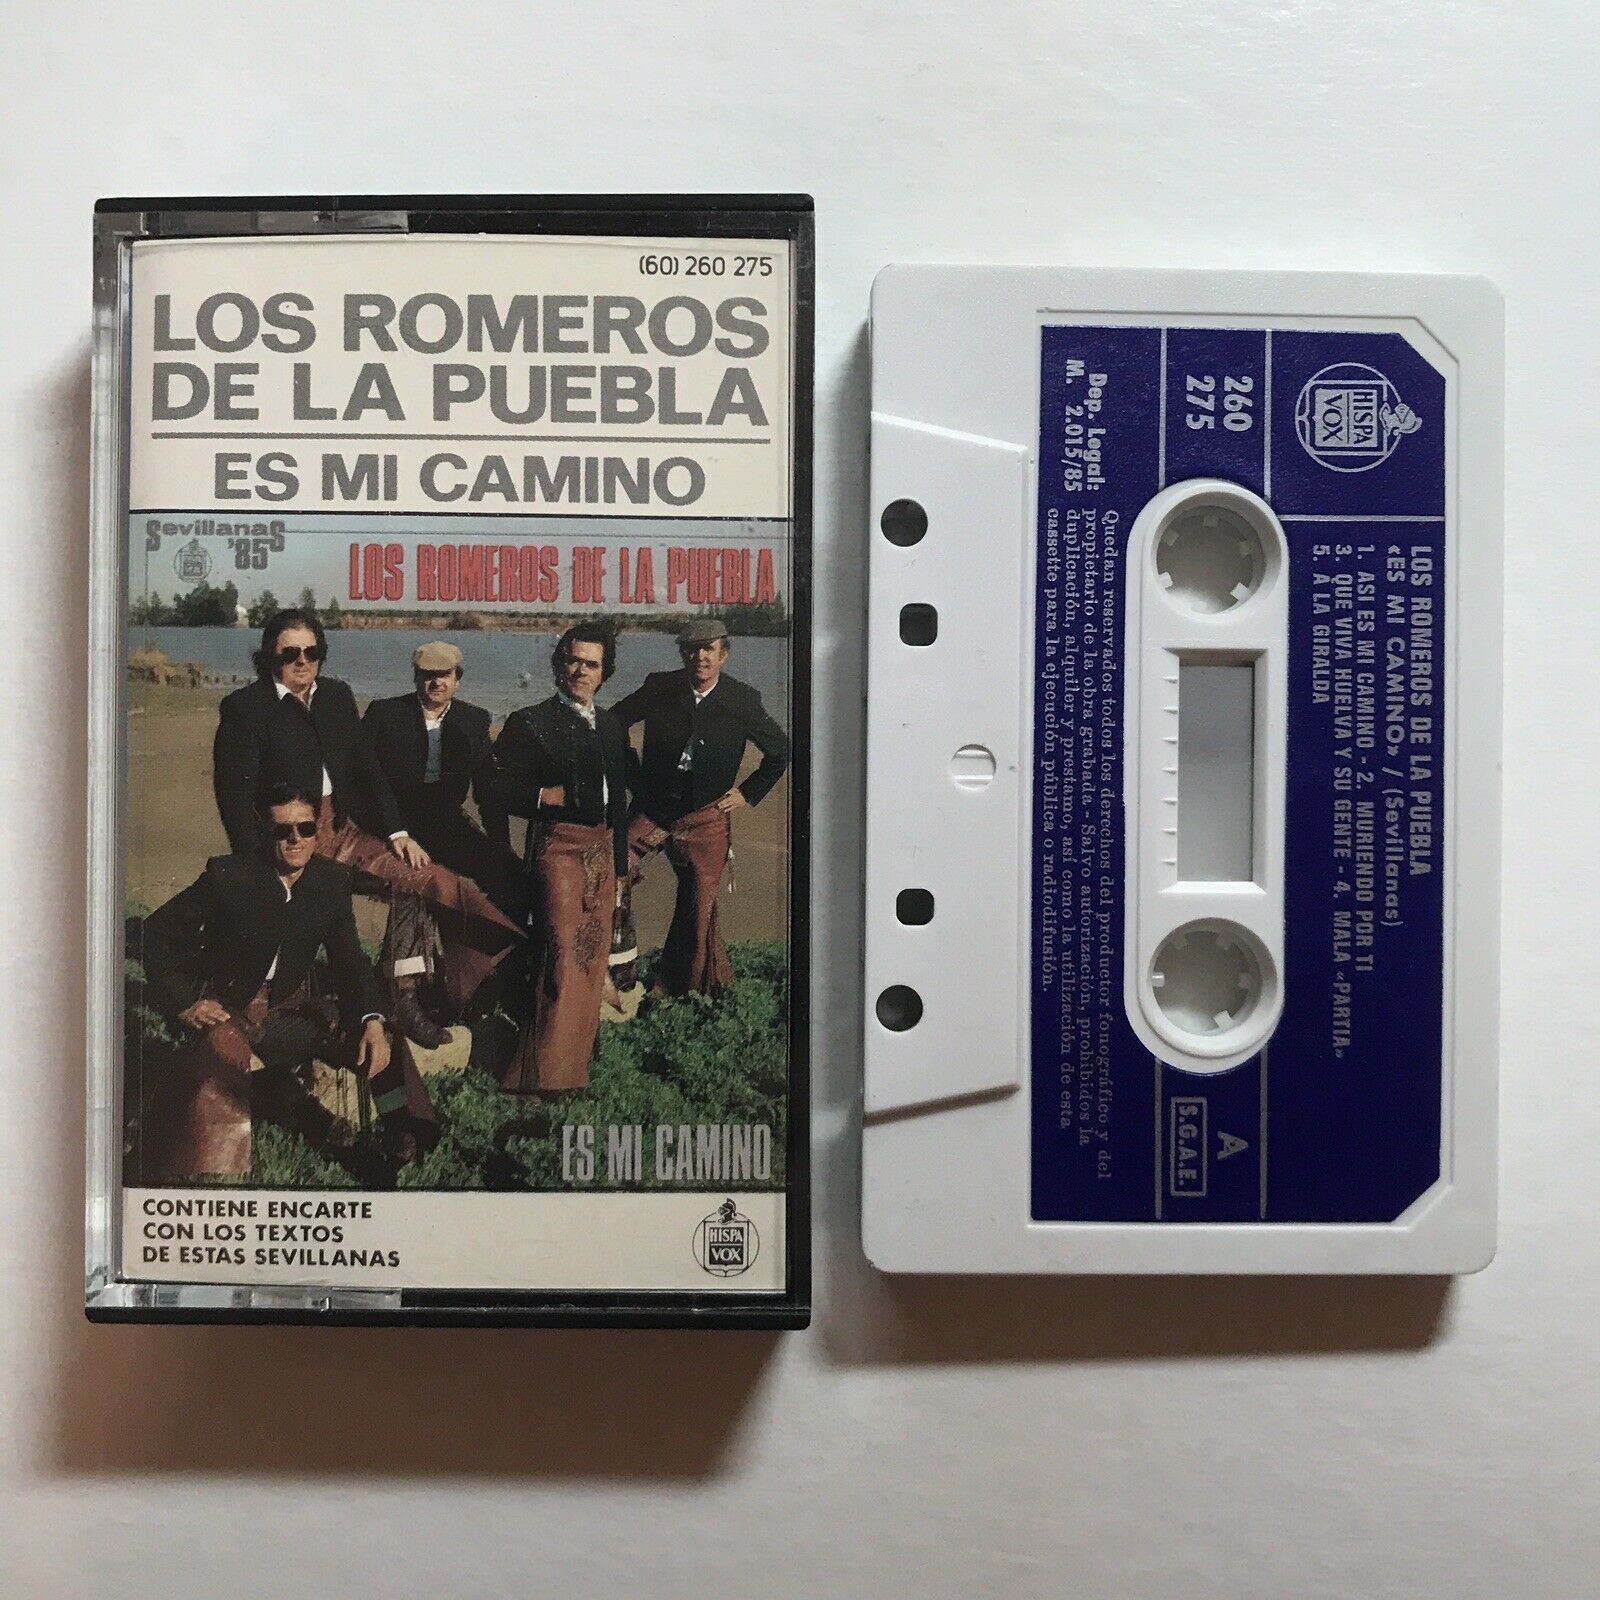 (60) 260 275
LOS ROMEROS
DE LA PUEBLA
ES MI CAMINO
SevillanaS
'85
LOS ROMEROS DE LA PUEBLA
ES MI CAMINO
CONTIENE ENCARTE
CON LOS TEXTOS
DE ESTAS SEVILLANAS
HISPA
VOX
HISPA
VOX
260
275
Dep. Legal:
M. 2.015/85
LOS ROMEROS DE LA PUEBLA
«ES MI CAMINO» / (Sevillanas)
1. ASI ES MI CAMINO - 2. MURIENDO POR TI
3. QUE VIVA HUELVA Y SU GENTE - 4. MALA «PARTIA»
5. A LA GIRALDA
A
S.G.A.E.
Quedan reservados todos los derechos del productor fonográfico y del
propietario de la obra grabada - Salvo autorización, prohibidos la
duplicación, alquiler y prestamo, así como la utilización de esta
cassette para la ejecución pública o radiodifusión.